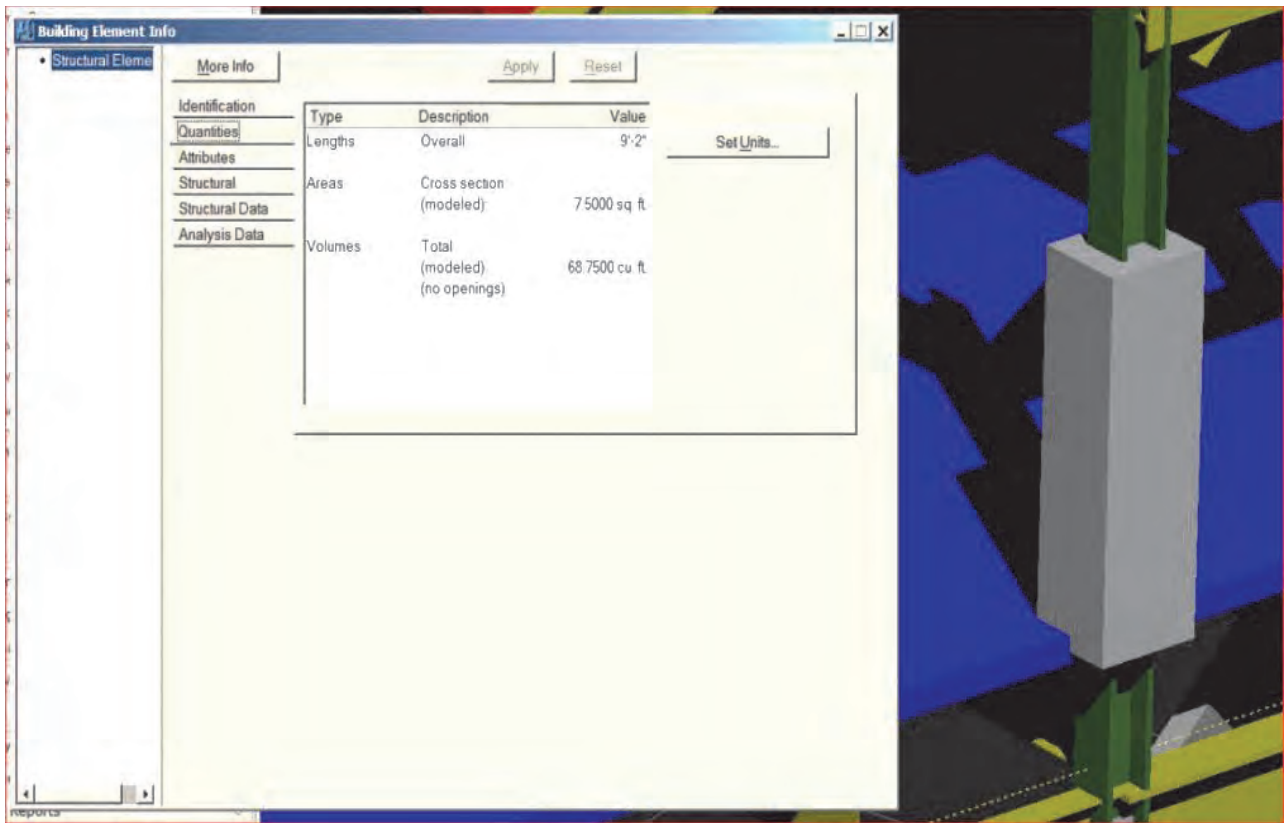 Building Element Info
Structural Eleme
More Info
Apply
Reset
Identification
Quantities
Attributes
Structural
Structural Data
Analysis Data
Type Description Value
Lengths Overall 9'-2"
Areas Cross section
(modeled): 7.5000 sq ft
Volumes Total
(modeled) 68.7500 cu ft
(no openings)
Set Units...
Reports